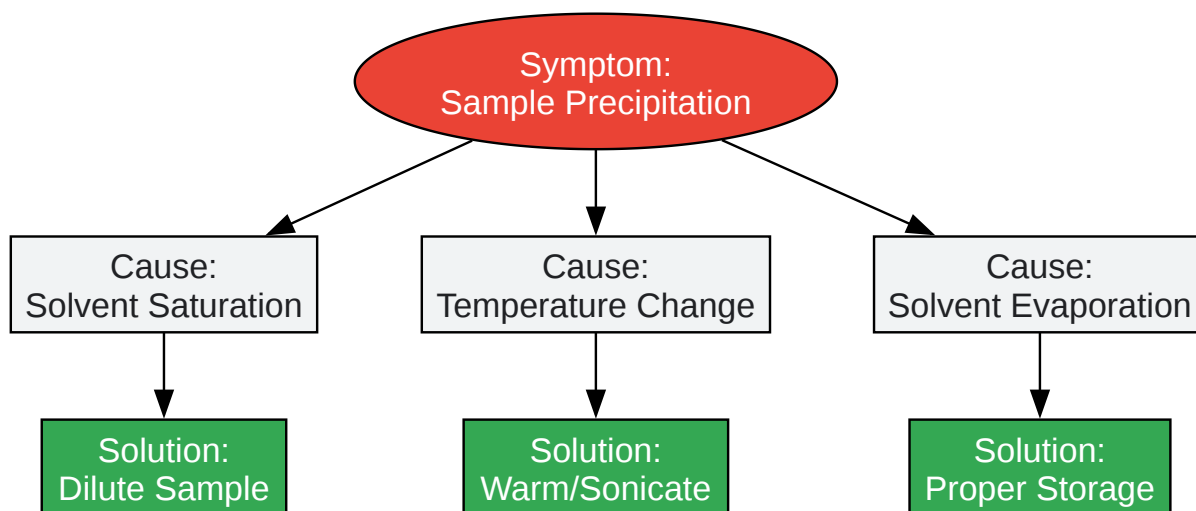 Symptom:
Sample Precipitation
Cause:
Solvent Saturation
Cause:
Temperature Change
Cause:
Solvent Evaporation
Solution:
Dilute Sample
Solution:
Warm/Sonicate
Solution:
Proper Storage